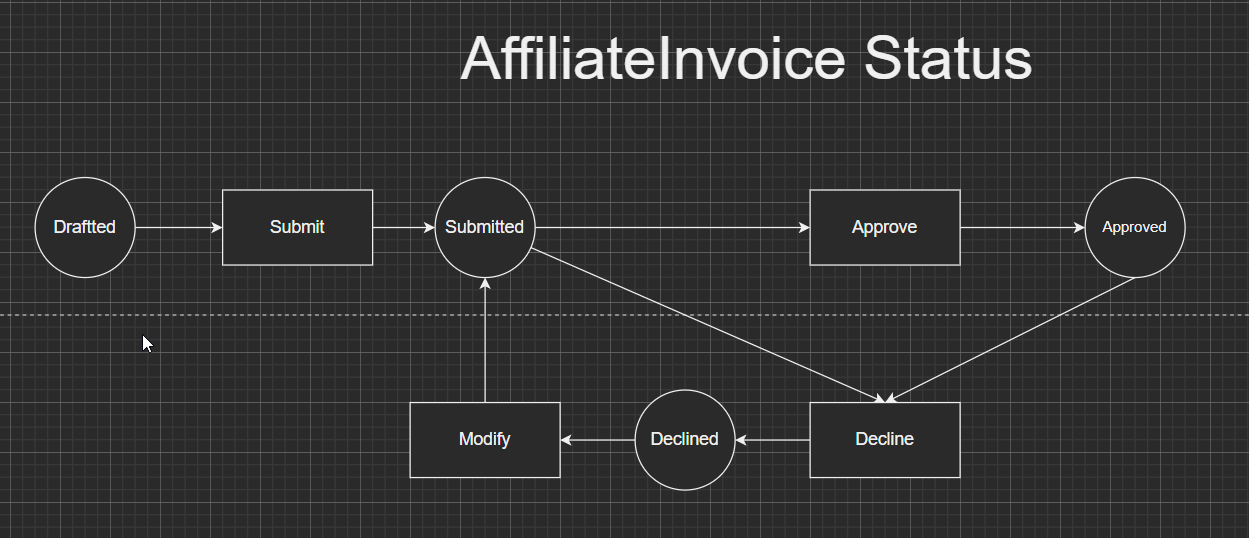 AffiliateInvoice Status
Draftted
Submit
Submitted
Approve
Approved
Modify
Declined
Decline